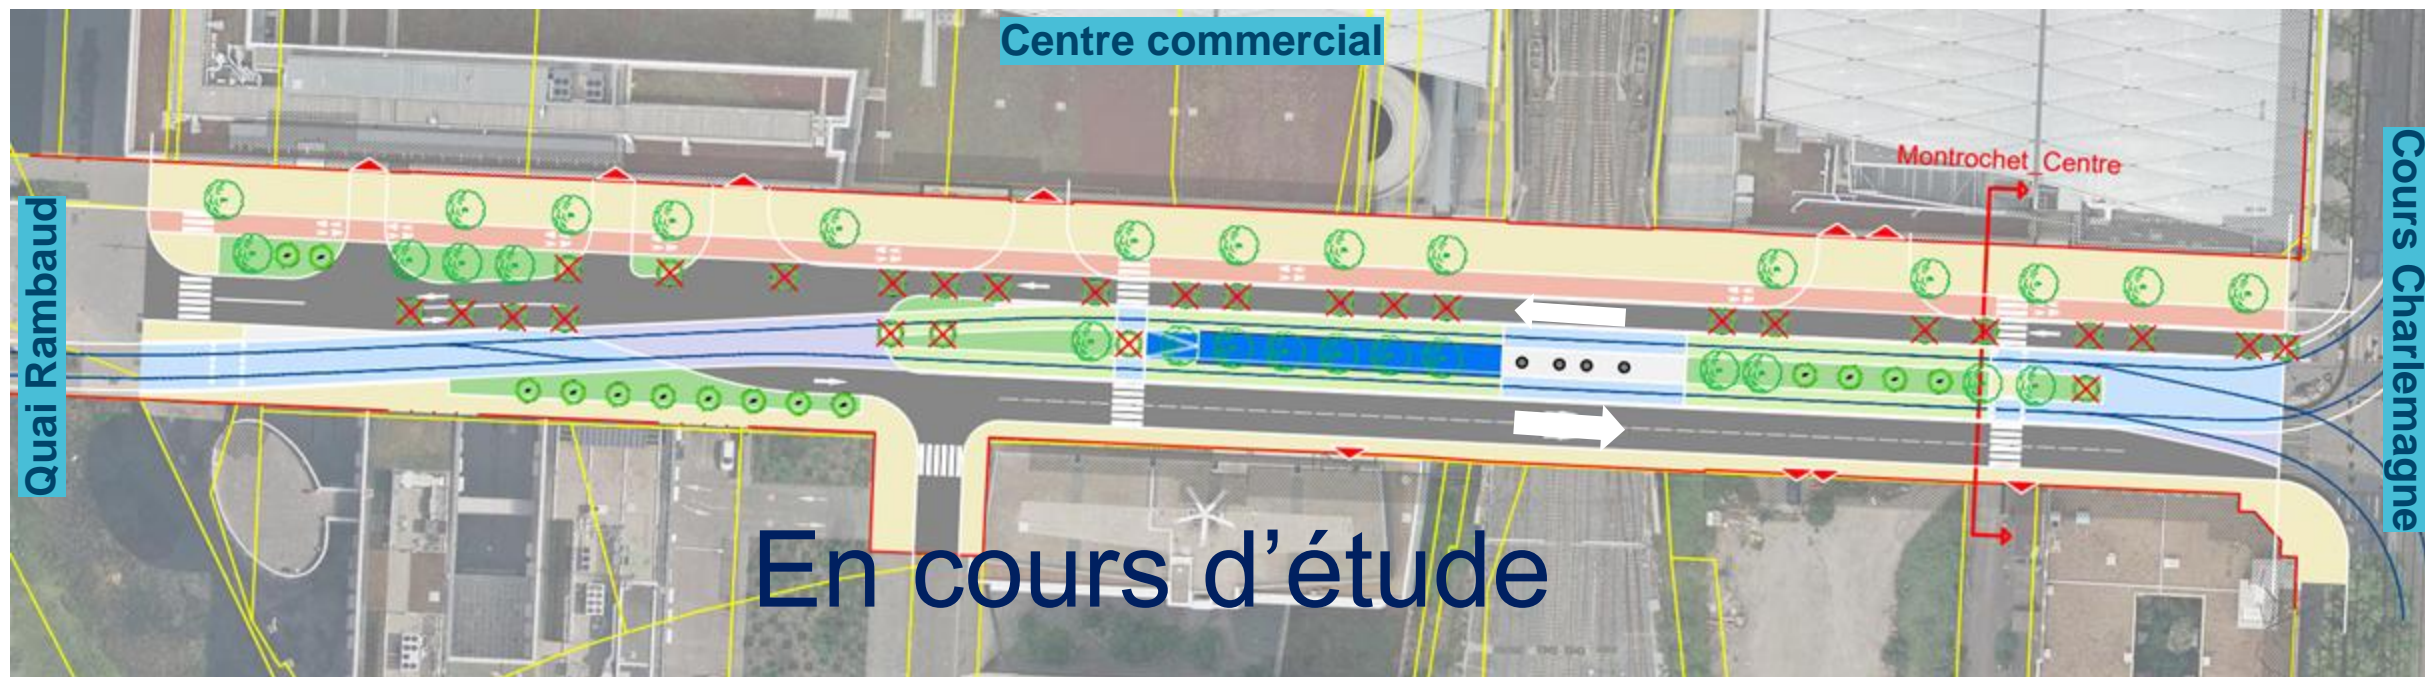 Centre commercial
Montrochet_Centre
Quai Rambaud
Cours Charlemagne
En cours d’étude